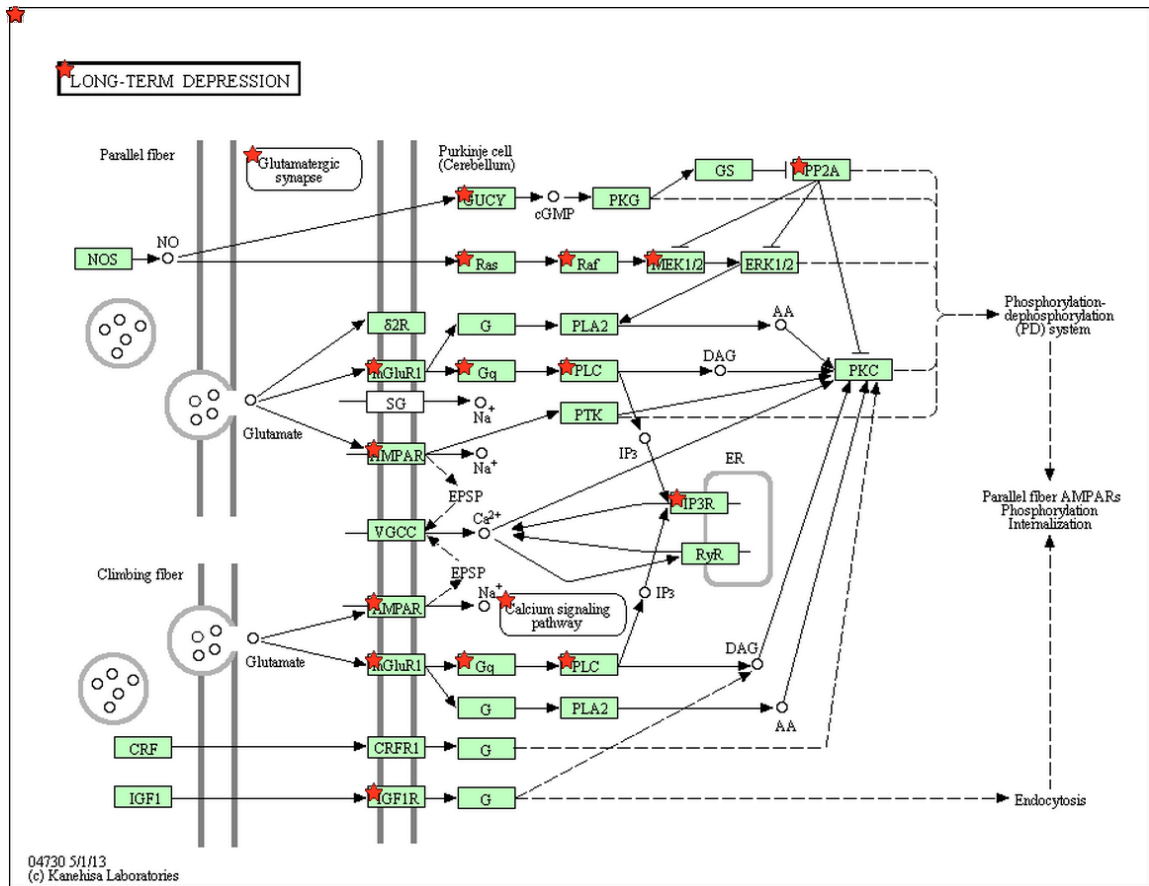 LONG-TERM DEPRESSION
Parallel fiber
Glutamatergic
synapse
Purkinje cell
(Cerebellum)
GS
PP2A
GUCY
cGMP
PKG
NOS
NO
Ras
Raf
MEK1/2
ERK1/2
δ2R
G
PLA2
AA
Phosphorylation-
dephosphorylation
(PD) system
mGluR1
Gq
PLC
DAG
PKC
SG
Na+
PTK
Glutamate
AMPAR
Na+
IP3
ER
EPSP
IP3R
Parallel fiber AMPARs
Phosphorylation
Internalization
VGCC
Ca2+
RyR
Climbing fiber
EPSP
Na+
IP3
AMPAR
Calcium signaling
pathway
Glutamate
mGluR1
Gq
PLC
DAG
G
PLA2
AA
CRF
CRFR1
G
IGF1
IGF1R
G
Endocytosis
04730 5/1/13
(c) Kanehisa Laboratories